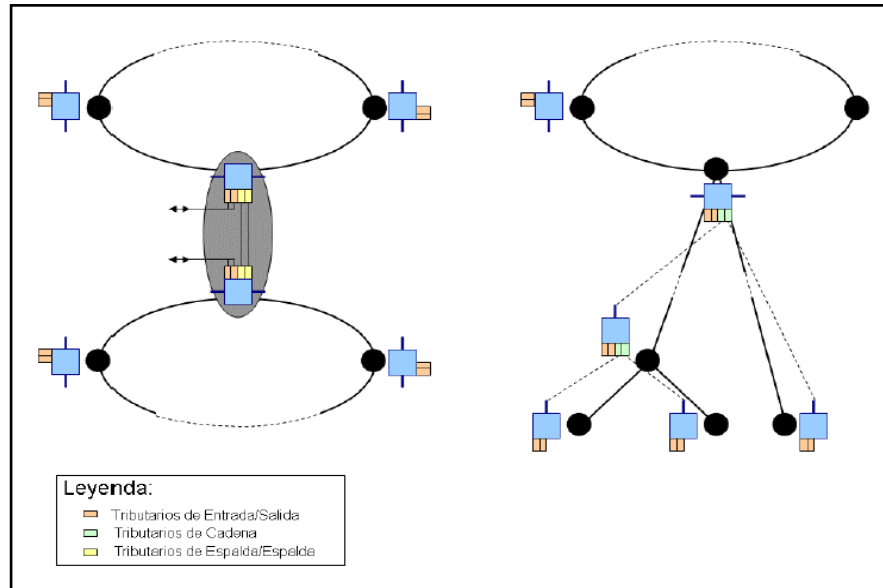 Leyenda:
Tributarios de Entrada/Salida
Tributarios de Cadena
Tributarios de Espalda/Espalda